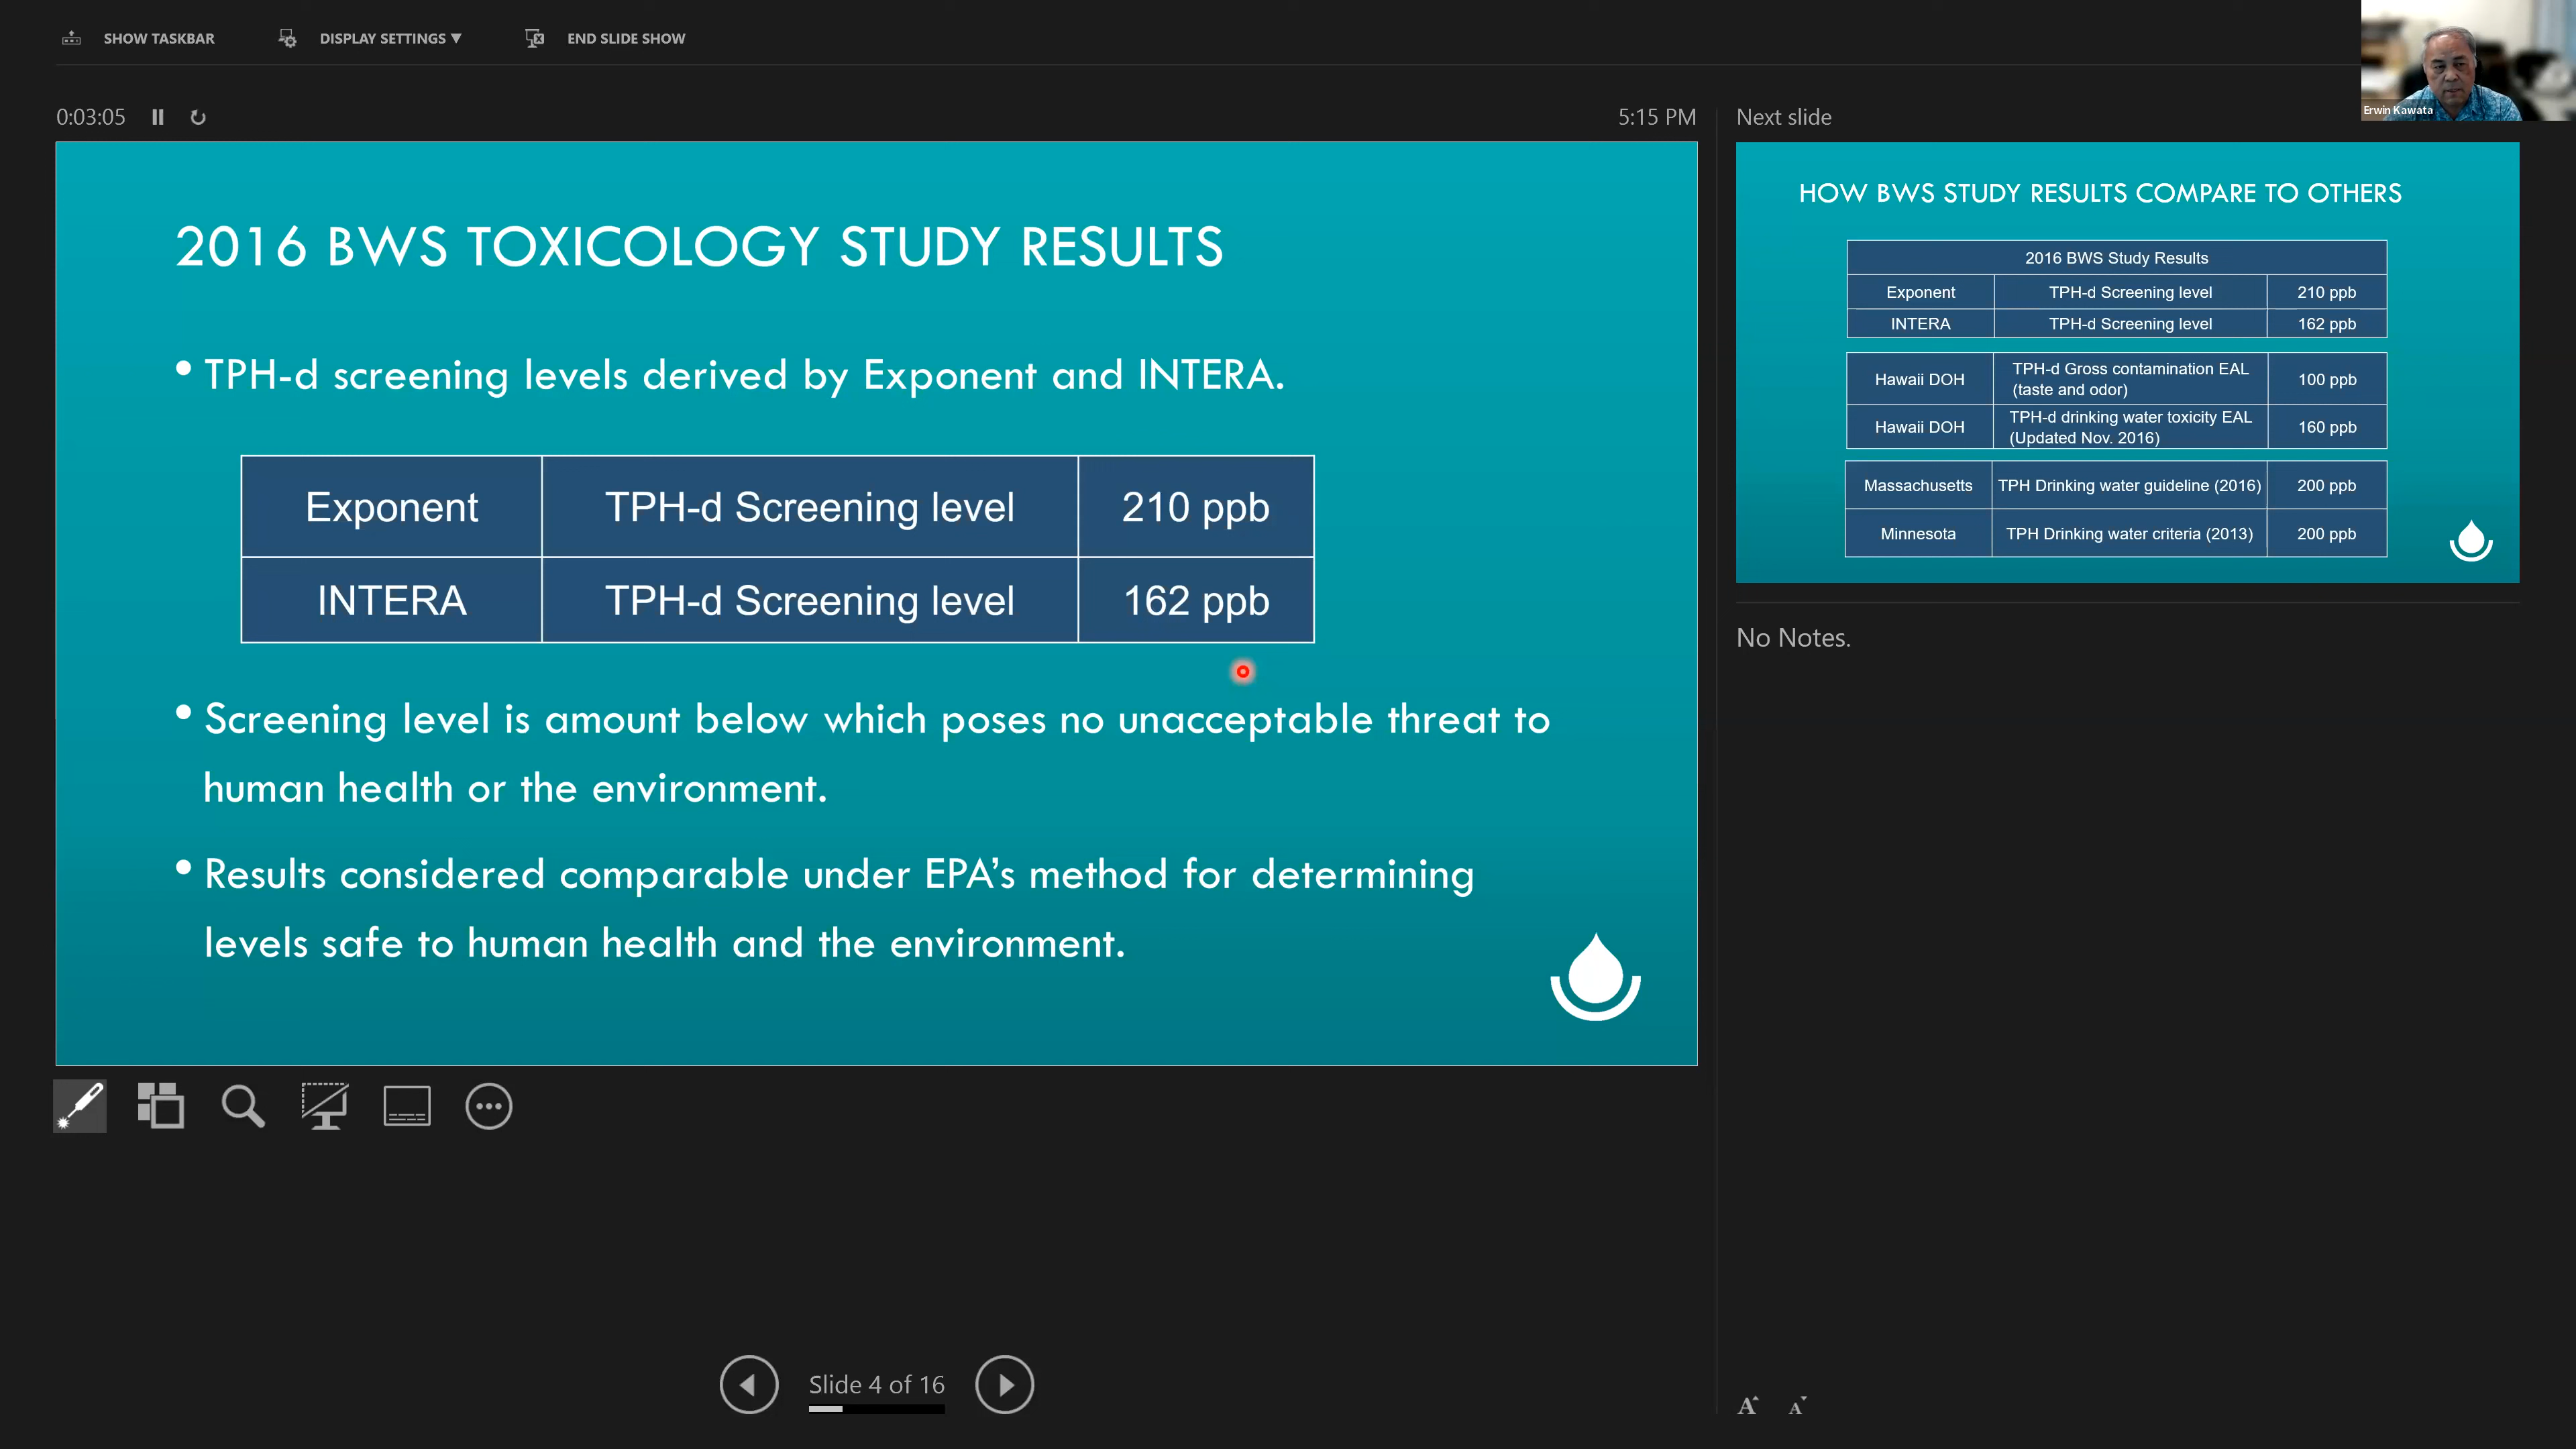 SHOW TASKBAR
DISPLAY SETTINGS ▼
END SLIDE SHOW
Erwin Kawata
0:03:05
5:15 PM
Next slide
2016 BWS TOXICOLOGY STUDY RESULTS
• TPH-d screening levels derived by Exponent and INTERA.
Exponent TPH-d Screening level 210 ppb
INTERA TPH-d Screening level 162 ppb
• Screening level is amount below which poses no unacceptable threat to
human health or the environment.
• Results considered comparable under EPA's method for determining
levels safe to human health and the environment.
HOW BWS STUDY RESULTS COMPARE TO OTHERS
2016 BWS Study Results
Exponent TPH-d Screening level 210 ppb
INTERA TPH-d Screening level 162 ppb
Hawaii DOH TPH-d Gross contamination EAL
(taste and odor) 100 ppb
Hawaii DOH TPH-d drinking water toxicity EAL
(Updated Nov. 2016) 160 ppb
Massachusetts TPH Drinking water guideline (2016) 200 ppb
Minnesota TPH Drinking water criteria (2013) 200 ppb
No Notes.
Slide 4 of 16
A A